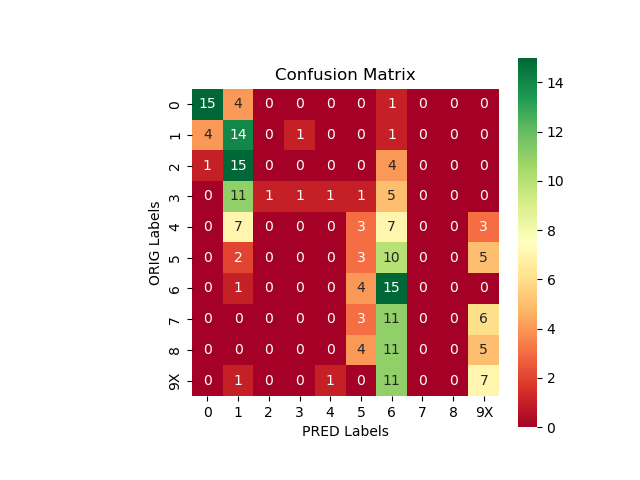 Confusion Matrix
0 15 4 0 0 0 0 1 0 0 0
1 4 14 0 1 0 0 1 0 0 0
2 1 15 0 0 0 0 4 0 0 0
3 0 11 1 1 1 1 5 0 0 0
4 0 7 0 0 0 3 7 0 0 3
5 0 2 0 0 0 3 10 0 0 5
6 0 1 0 0 0 4 15 0 0 0
7 0 0 0 0 0 3 11 0 0 6
8 0 0 0 0 0 4 11 0 0 5
9X 0 1 0 0 1 0 11 0 0 7
0 1 2 3 4 5 6 7 8 9X
PRED Labels
ORIG Labels
14
12
10
8
6
4
2
0